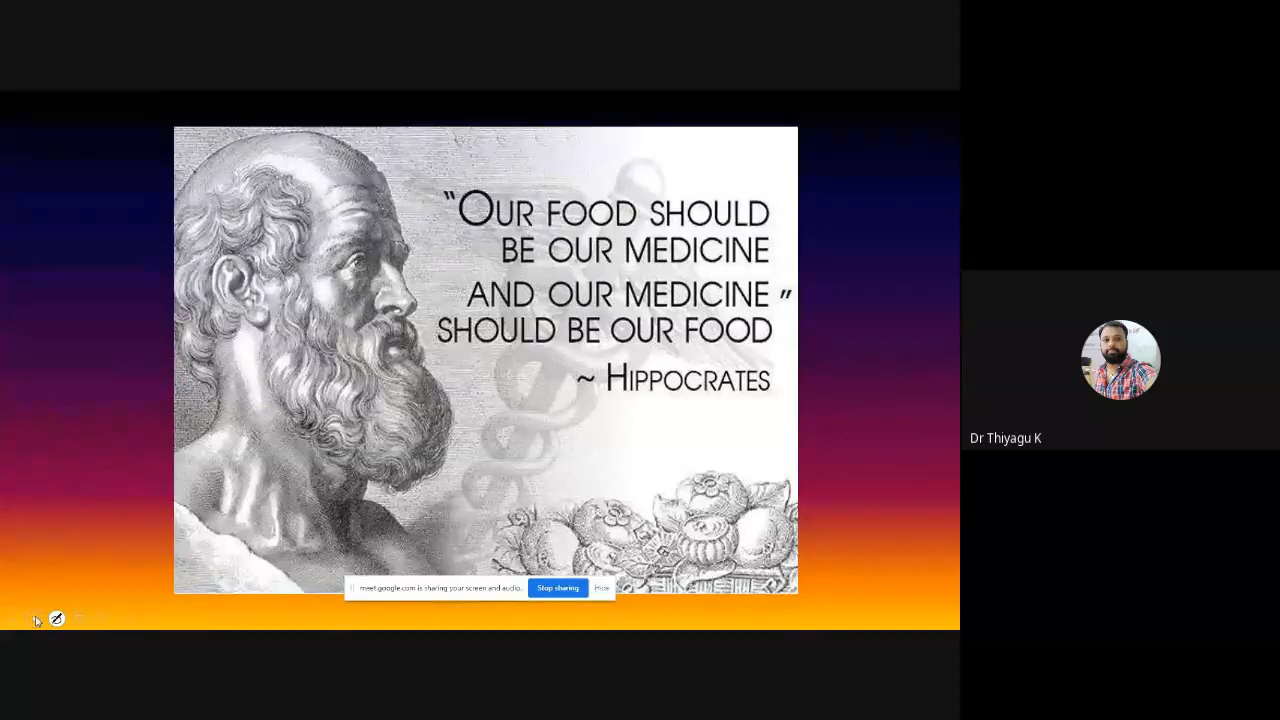 “OUR FOOD SHOULD
BE OUR MEDICINE
AND OUR MEDICINE ”
SHOULD BE OUR FOOD
~ HIPPOCRATES
meet.google.com is sharing your screen and audio. Stop sharing Hide
Dr Thiyagu K